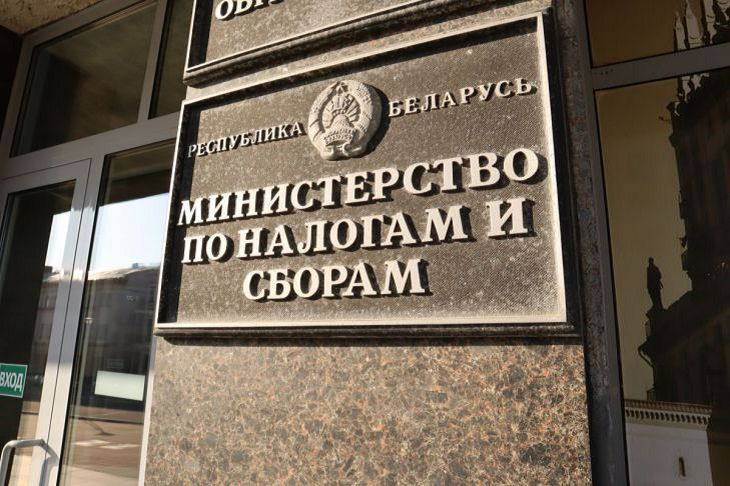 РЕСПУБЛИКА БЕЛАРУСЬ
МИНИСТЕРСТВО
ПО НАЛОГАМ И
СБОРАМ
ВХОД